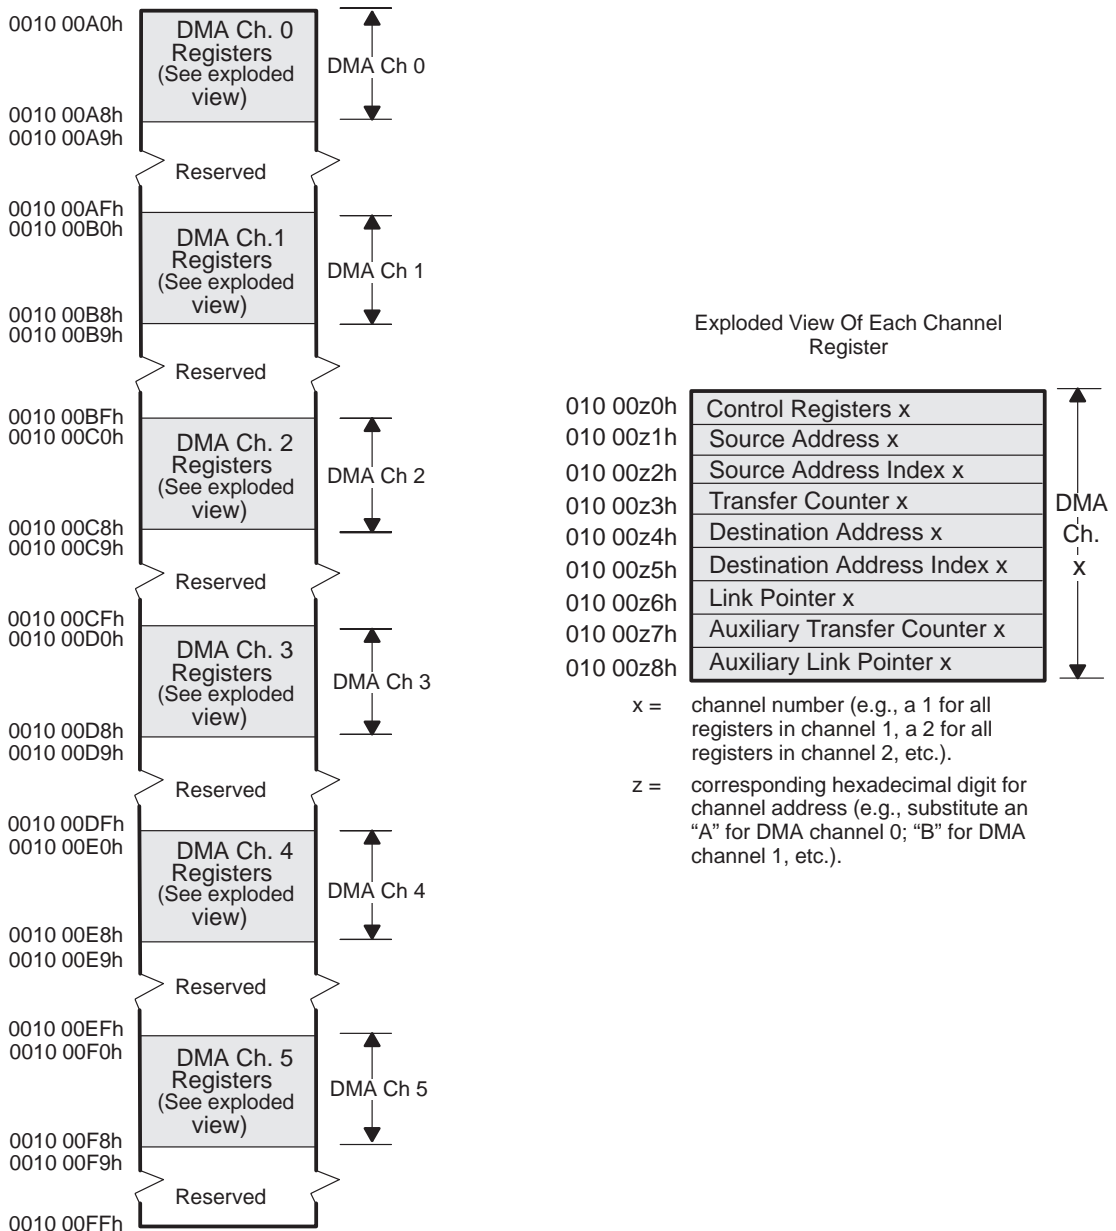 0010 00A0h
DMA Ch. 0
Registers
(See exploded
view)
DMA Ch 0
0010 00A8h
0010 00A9h
Reserved
0010 00AFh
0010 00B0h
DMA Ch.1
Registers
(See exploded
view)
DMA Ch 1
0010 00B8h
0010 00B9h
Reserved
0010 00BFh
0010 00C0h
DMA Ch. 2
Registers
(See exploded
view)
DMA Ch 2
0010 00C8h
0010 00C9h
Reserved
0010 00CFh
0010 00D0h
DMA Ch. 3
Registers
(See exploded
view)
DMA Ch 3
0010 00D8h
0010 00D9h
Reserved
0010 00DFh
0010 00E0h
DMA Ch. 4
Registers
(See exploded
view)
DMA Ch 4
0010 00E8h
0010 00E9h
Reserved
0010 00EFh
0010 00F0h
DMA Ch. 5
Registers
(See exploded
view)
DMA Ch 5
0010 00F8h
0010 00F9h
Reserved
0010 00FFh
Exploded View Of Each Channel
Register
010 00z0h Control Registers x
010 00z1h Source Address x
010 00z2h Source Address Index x
010 00z3h Transfer Counter x
010 00z4h Destination Address x
010 00z5h Destination Address Index x
010 00z6h Link Pointer x
010 00z7h Auxiliary Transfer Counter x
010 00z8h Auxiliary Link Pointer x
DMA
Ch.
x
x = channel number (e.g., a 1 for all
registers in channel 1, a 2 for all
registers in channel 2, etc.).
z = corresponding hexadecimal digit for
channel address (e.g., substitute an
“A” for DMA channel 0; “B” for DMA
channel 1, etc.).